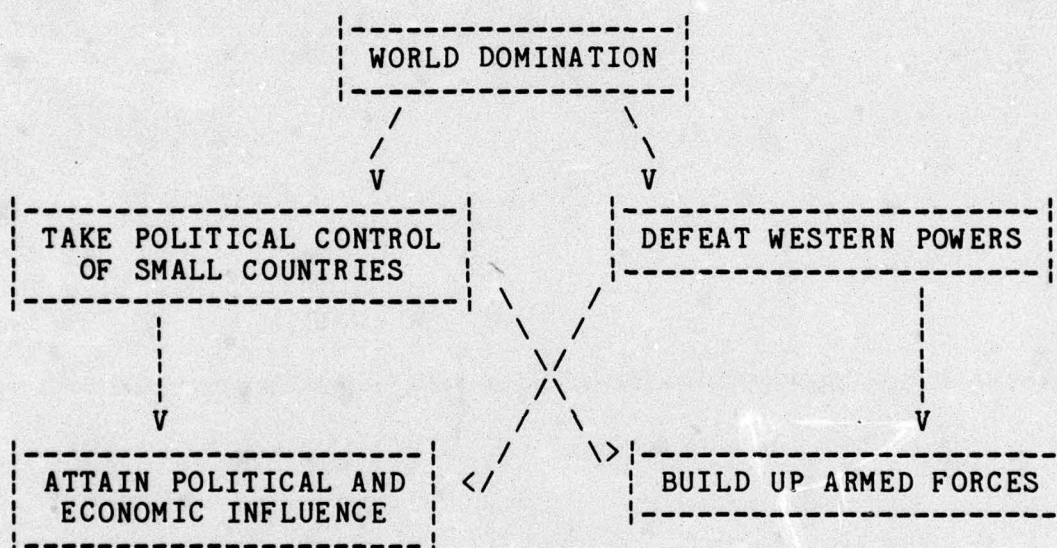 WORLD DOMINATION
TAKE POLITICAL CONTROL
OF SMALL COUNTRIES
DEFEAT WESTERN POWERS
ATTAIN POLITICAL AND
ECONOMIC INFLUENCE
BUILD UP ARMED FORCES